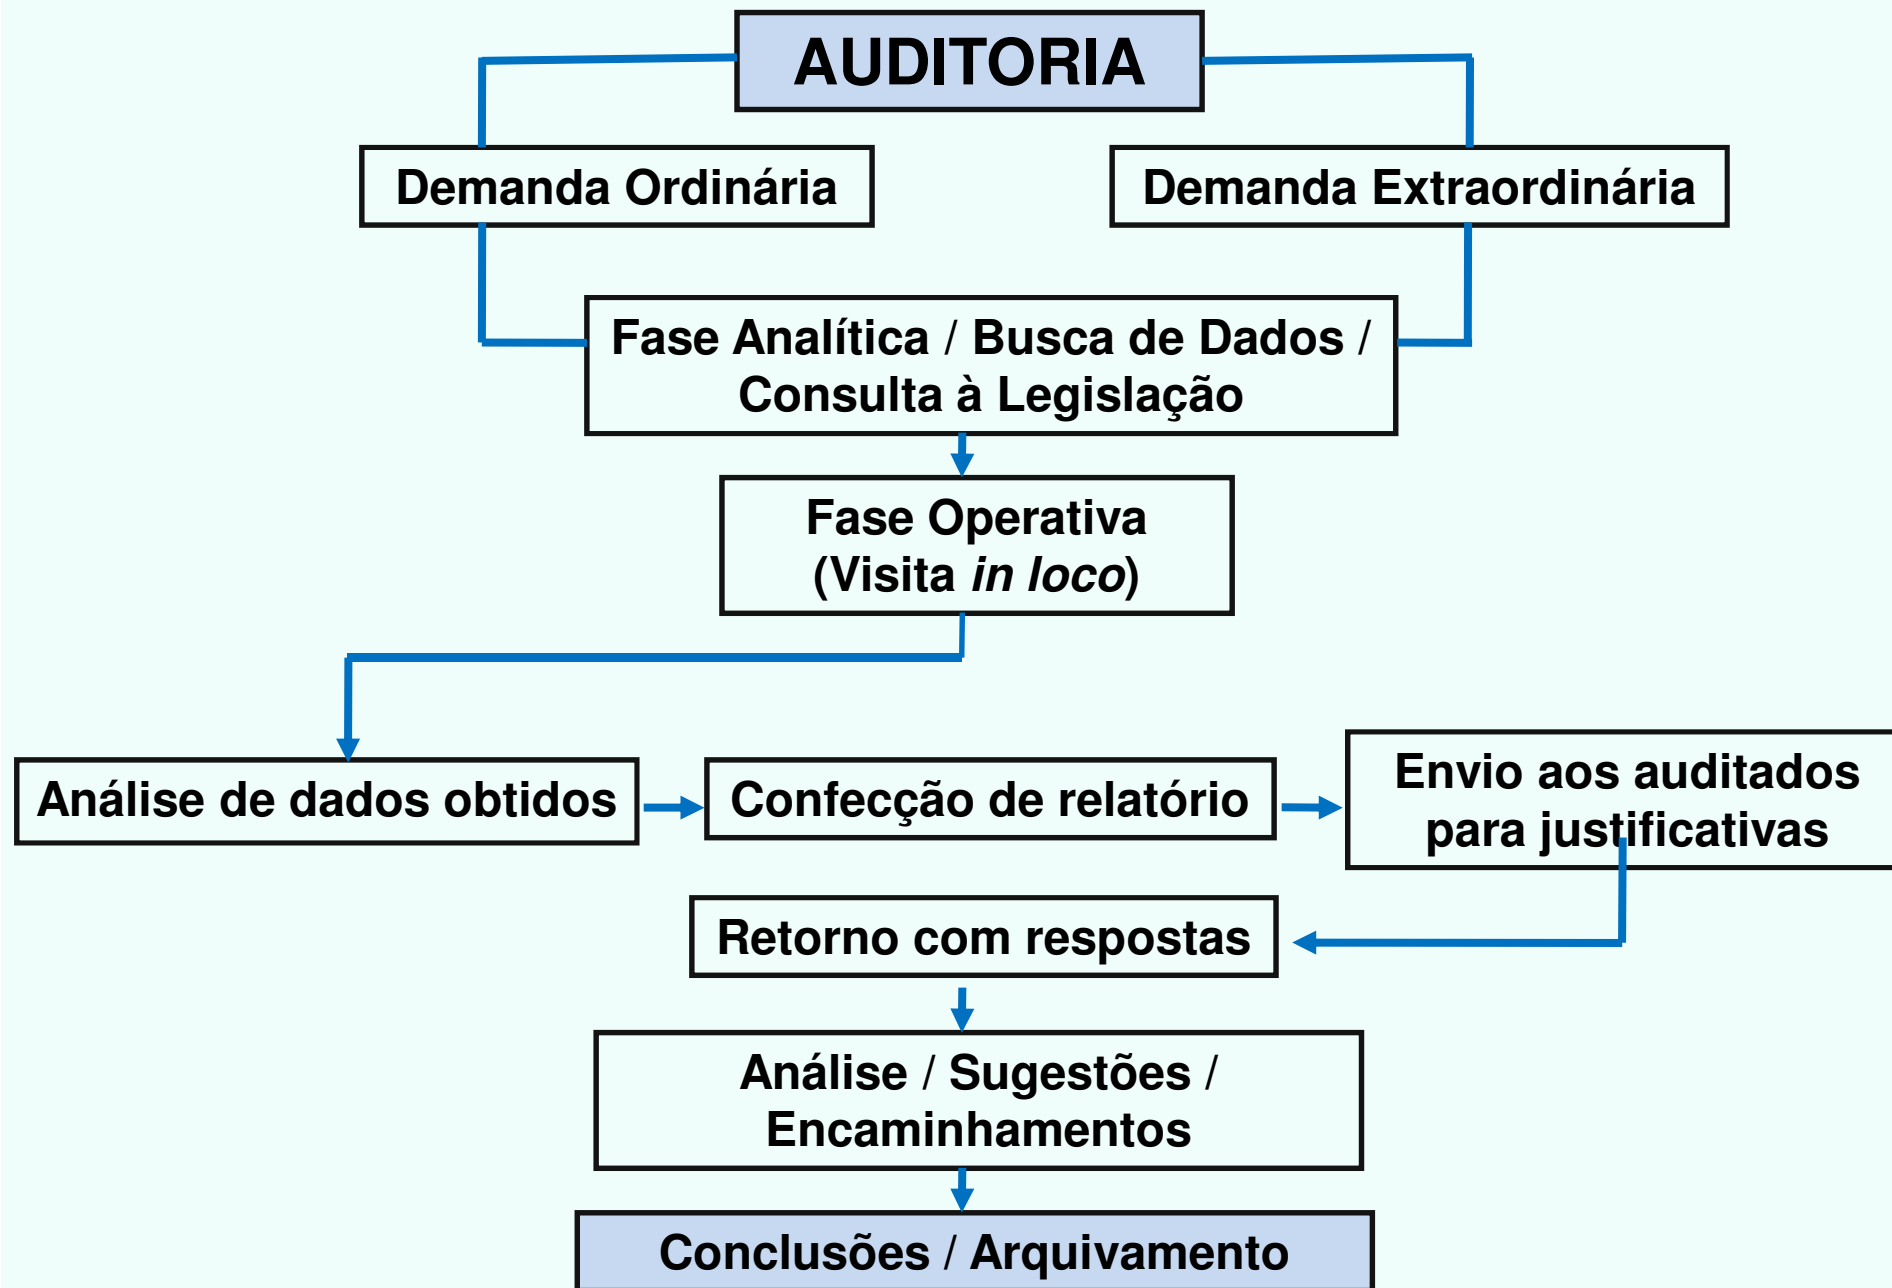 AUDITORIA
Demanda Ordinária
Demanda Extraordinária
Fase Analítica / Busca de Dados /
Consulta à Legislação
Fase Operativa
(Visita in loco)
Análise de dados obtidos
Confecção de relatório
Envio aos auditados
para justificativas
Retorno com respostas
Análise / Sugestões /
Encaminhamentos
Conclusões / Arquivamento